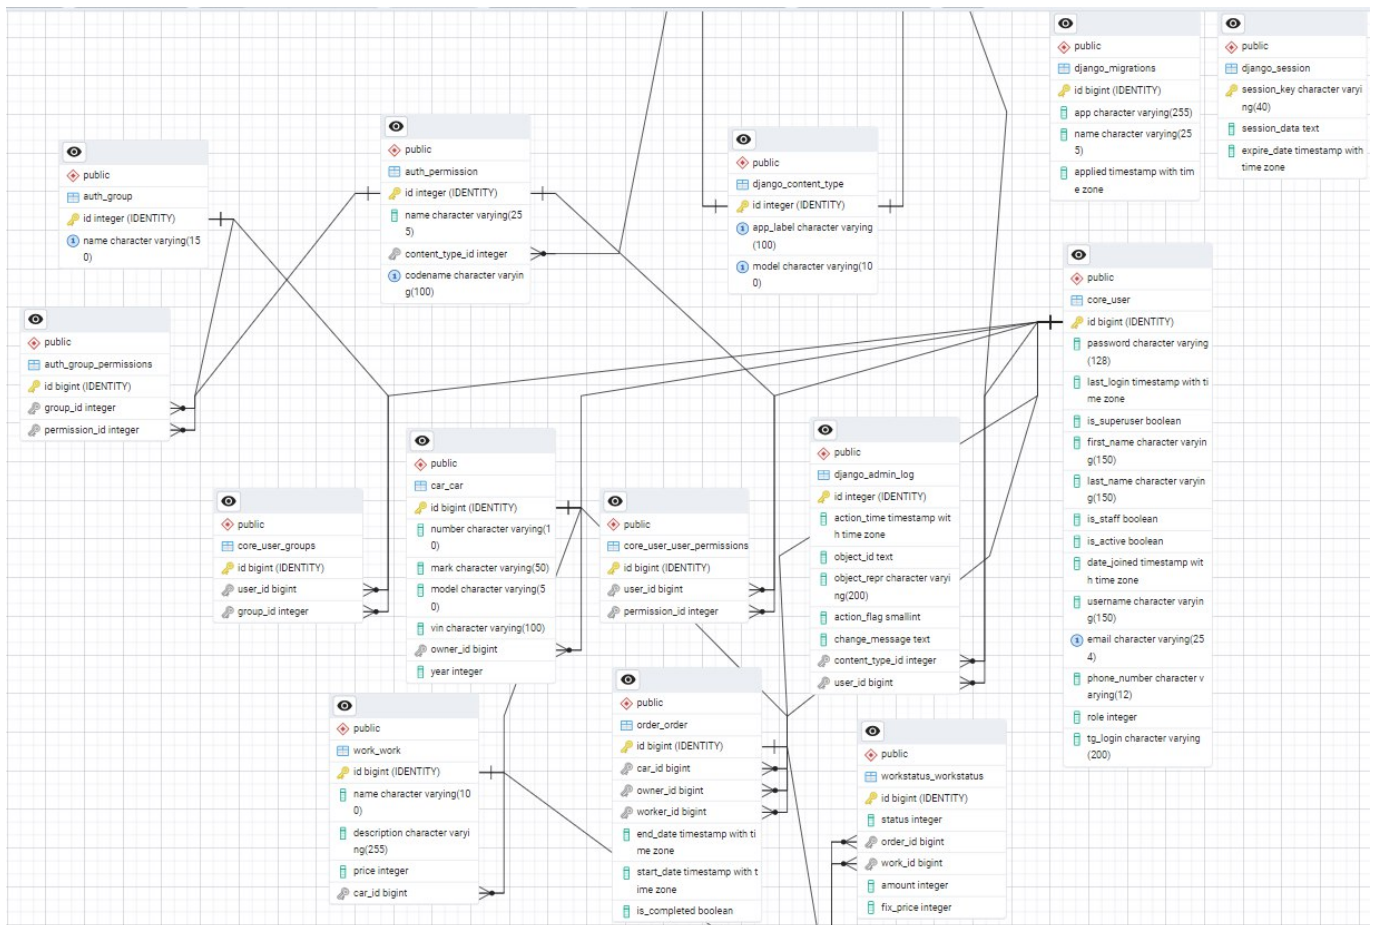 public
django_migrations
id bigint (IDENTITY)
app character varying(255)
name character varying(25
5)
applied timestamp with tim
e zone
public
django_session
session_key character varyi
ng(40)
session_data text
expire_date timestamp with
time zone
public
auth_permission
id integer (IDENTITY)
name character varying(25
5)
content_type_id integer
codename character varyin
g(100)
public
django_content_type
id integer (IDENTITY)
app_label character varying
(100)
model character varying(10
0)
public
auth_group
id integer (IDENTITY)
name character varying(15
0)
public
core_user
id bigint (IDENTITY)
password character varying
(128)
last_login timestamp with ti
me zone
is_superuser boolean
first_name character varyin
g(150)
last_name character varyin
g(150)
is_staff boolean
is_active boolean
date_joined timestamp wit
h time zone
username character varyin
g(150)
email character varying(25
4)
phone_number character v
arying(12)
role integer
tg_login character varying
(200)
public
auth_group_permissions
id bigint (IDENTITY)
group_id integer
permission_id integer
public
car_car
id bigint (IDENTITY)
number character varying(1
0)
mark character varying(50)
model character varying(5
0)
vin character varying(100)
owner_id bigint
year integer
public
django_admin_log
id integer (IDENTITY)
action_time timestamp wit
h time zone
object_id text
object_repr character varyi
ng(200)
action_flag smallint
change_message text
content_type_id integer
user_id bigint
public
core_user_groups
id bigint (IDENTITY)
user_id bigint
group_id integer
public
core_user_user_permissions
id bigint (IDENTITY)
user_id bigint
permission_id integer
public
work_work
id bigint (IDENTITY)
name character varying(10
0)
description character varyi
ng(255)
price integer
car_id bigint
public
order_order
id bigint (IDENTITY)
car_id bigint
owner_id bigint
worker_id bigint
end_date timestamp with ti
me zone
start_date timestamp with t
ime zone
is_completed boolean
public
workstatus_workstatus
id bigint (IDENTITY)
status integer
order_id bigint
work_id bigint
amount integer
fix_price integer